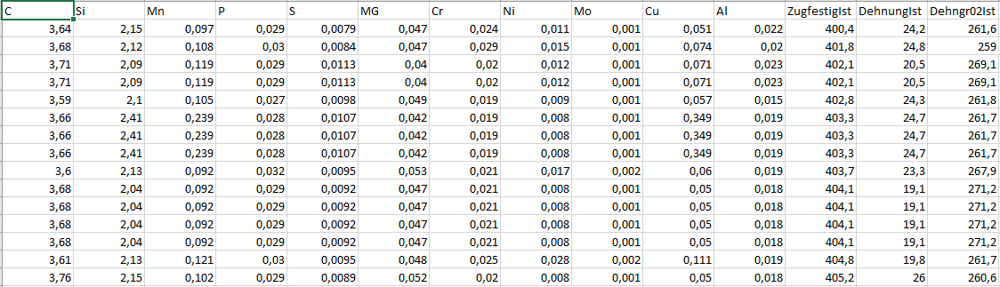 C Si Mn P S MG Cr Ni Mo Cu Al ZugfestigIst DehnungIst Dehngr02Ist
3,64 2,15 0,097 0,029 0,0079 0,047 0,024 0,011 0,001 0,051 0,022 400,4 24,2 261,6
3,68 2,12 0,108 0,03 0,0084 0,047 0,029 0,015 0,001 0,074 0,02 401,8 24,8 259
3,71 2,09 0,119 0,029 0,0113 0,04 0,02 0,012 0,001 0,071 0,023 402,1 20,5 269,1
3,71 2,09 0,119 0,029 0,0113 0,04 0,02 0,012 0,001 0,071 0,023 402,1 20,5 269,1
3,59 2,1 0,105 0,027 0,0098 0,049 0,019 0,009 0,001 0,057 0,015 402,8 24,3 261,8
3,66 2,41 0,239 0,028 0,0107 0,042 0,019 0,008 0,001 0,349 0,019 403,3 24,7 261,7
3,66 2,41 0,239 0,028 0,0107 0,042 0,019 0,008 0,001 0,349 0,019 403,3 24,7 261,7
3,66 2,41 0,239 0,028 0,0107 0,042 0,019 0,008 0,001 0,349 0,019 403,3 24,7 261,7
3,6 2,13 0,092 0,032 0,0095 0,053 0,021 0,017 0,002 0,06 0,019 403,7 23,3 267,9
3,68 2,04 0,092 0,029 0,0092 0,047 0,021 0,008 0,001 0,05 0,018 404,1 19,1 271,2
3,68 2,04 0,092 0,029 0,0092 0,047 0,021 0,008 0,001 0,05 0,018 404,1 19,1 271,2
3,68 2,04 0,092 0,029 0,0092 0,047 0,021 0,008 0,001 0,05 0,018 404,1 19,1 271,2
3,68 2,04 0,092 0,029 0,0092 0,047 0,021 0,008 0,001 0,05 0,018 404,1 19,1 271,2
3,61 2,13 0,121 0,03 0,0095 0,048 0,025 0,028 0,002 0,111 0,019 404,8 19,8 261,7
3,76 2,15 0,102 0,029 0,0089 0,052 0,02 0,008 0,001 0,05 0,018 405,2 26 260,6